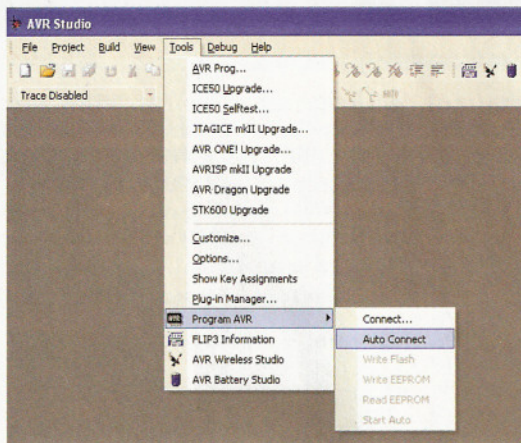 AVR Studio
File Project Build View Tools Debug Help
Trace Disabled
AVR Prog...
ICE50 Upgrade...
ICE50 Selftest...
JTAGICE mkII Upgrade...
AVR ONE! Upgrade...
AVRISP mkII Upgrade
AVR Dragon Upgrade
STK600 Upgrade
Customize...
Options...
Show Key Assignments
Plug-in Manager...
Program AVR
FLIP3 Information
AVR Wireless Studio
AVR Battery Studio
Connect...
Auto Connect
Write Flash
Write EEPROM
Read EEPROM
Start Auto